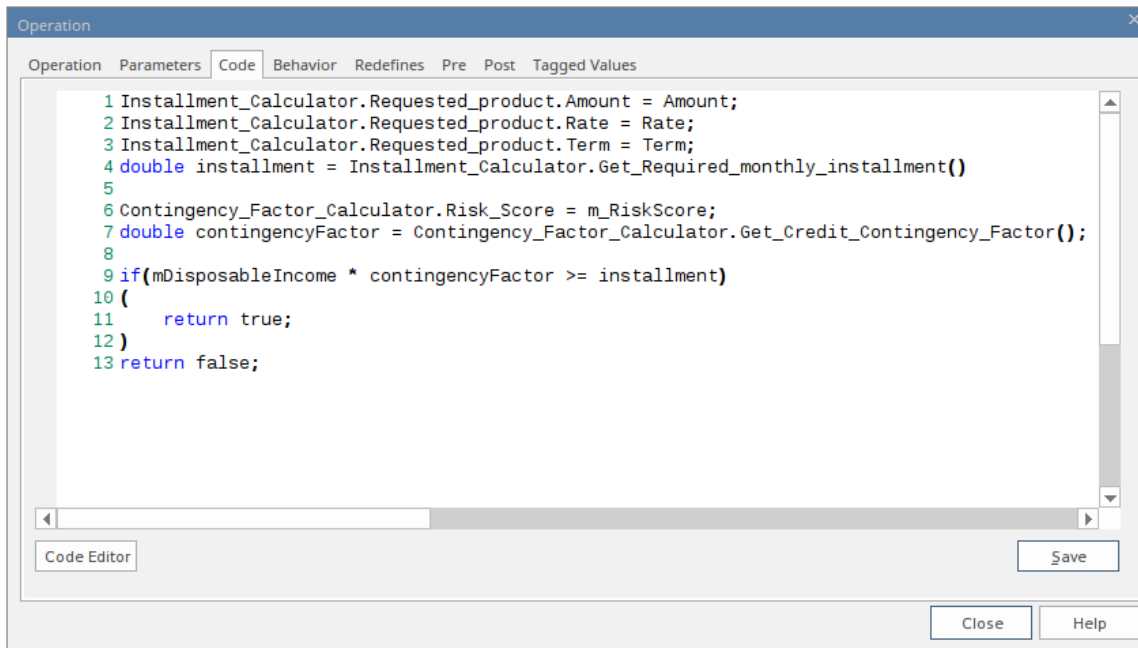 Operation
Operation Parameters Code Behavior Redefines Pre Post Tagged Values
1 Installment_Calculator.Requested_product.Amount = Amount;
2 Installment_Calculator.Requested_product.Rate = Rate;
3 Installment_Calculator.Requested_product.Term = Term;
4 double installment = Installment_Calculator.Get_Required_monthly_installment()
5
6 Contingency_Factor_Calculator.Risk_Score = m_RiskScore;
7 double contingencyFactor = Contingency_Factor_Calculator.Get_Credit_Contingency_Factor();
8
9 if(mDisposableIncome * contingencyFactor >= installment)
10 (
11     return true;
12 )
13 return false;
Code Editor Save
Close Help